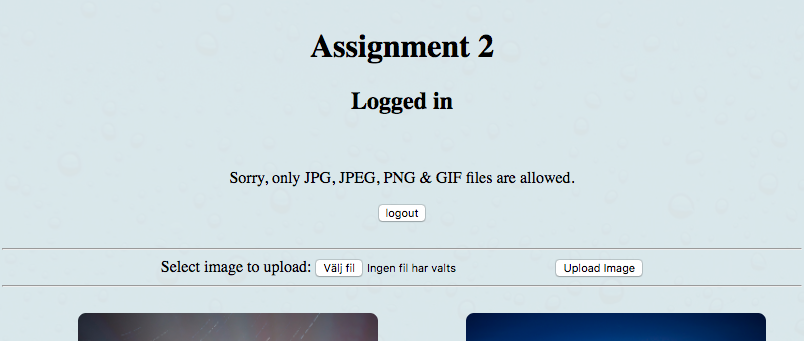 Assignment 2
Logged in
Sorry, only JPG, JPEG, PNG & GIF files are allowed.
logout
Select image to upload: Välj fil Ingen fil har valts Upload Image